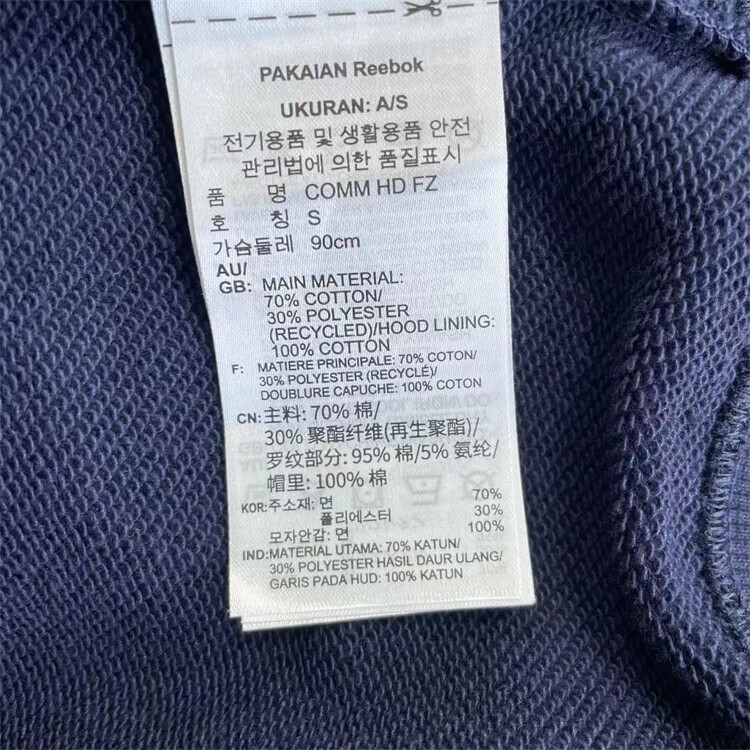 PAKAIAN Reebok
UKURAN: A/S
전기용품 및 생활용품 안전
관리법에 의한 품질표시
품 명 COMM HD FZ
호 칭 S
가슴둘레 90cm
AU/
GB: MAIN MATERIAL:
70% COTTON/
30% POLYESTER
(RECYCLED)/HOOD LINING:
100% COTTON
F: MATIERE PRINCIPALE: 70% COTON/
30% POLYESTER (RECYCLÉ)/
DOUBLURE CAPUCHE: 100% COTON
CN: 主料: 70% 棉/
30% 聚酯纤维(再生聚酯)/
罗纹部分: 95% 棉/5% 氨纶/
帽里: 100% 棉
KOR: 주소재: 면 70%
폴리에스터 30%
모자안감: 면 100%
IND: MATERIAL UTAMA: 70% KATUN/
30% POLYESTER HASIL DAUR ULANG/
GARIS PADA HUD: 100% KATUN